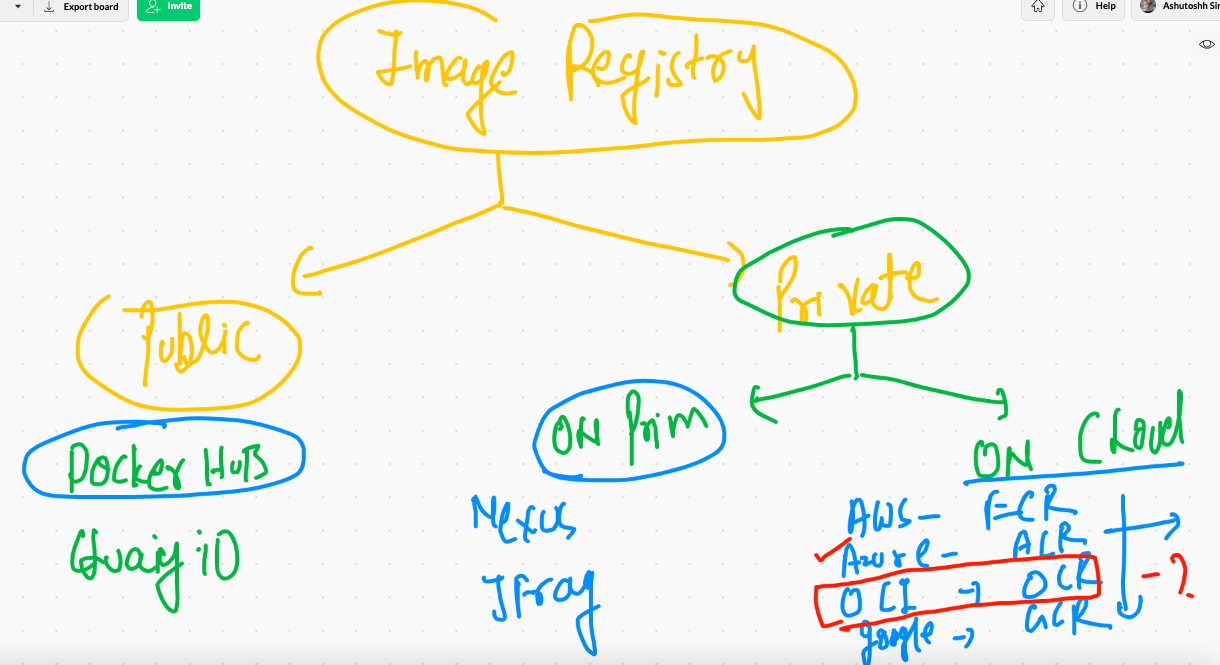 Export board
Invite
Help
Ashutoshh Sin
Image Registry
Public
Private
Docker HuB
Quay iO
ON Prim
ON Cloud
Nexus
Jfrog
AWS - ECR
Azure - ACR
OCI → OCR
- ?
google → GCR